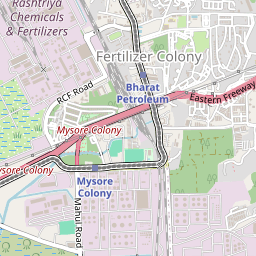 Rashtriya
Chemicals
& Fertilizers
Fertilizer Colony
Bharat
Petroleum
RCF Road
Eastern Freeway
Mysore Colony
Mysore Colony
Mysore
Colony
Mahul Road